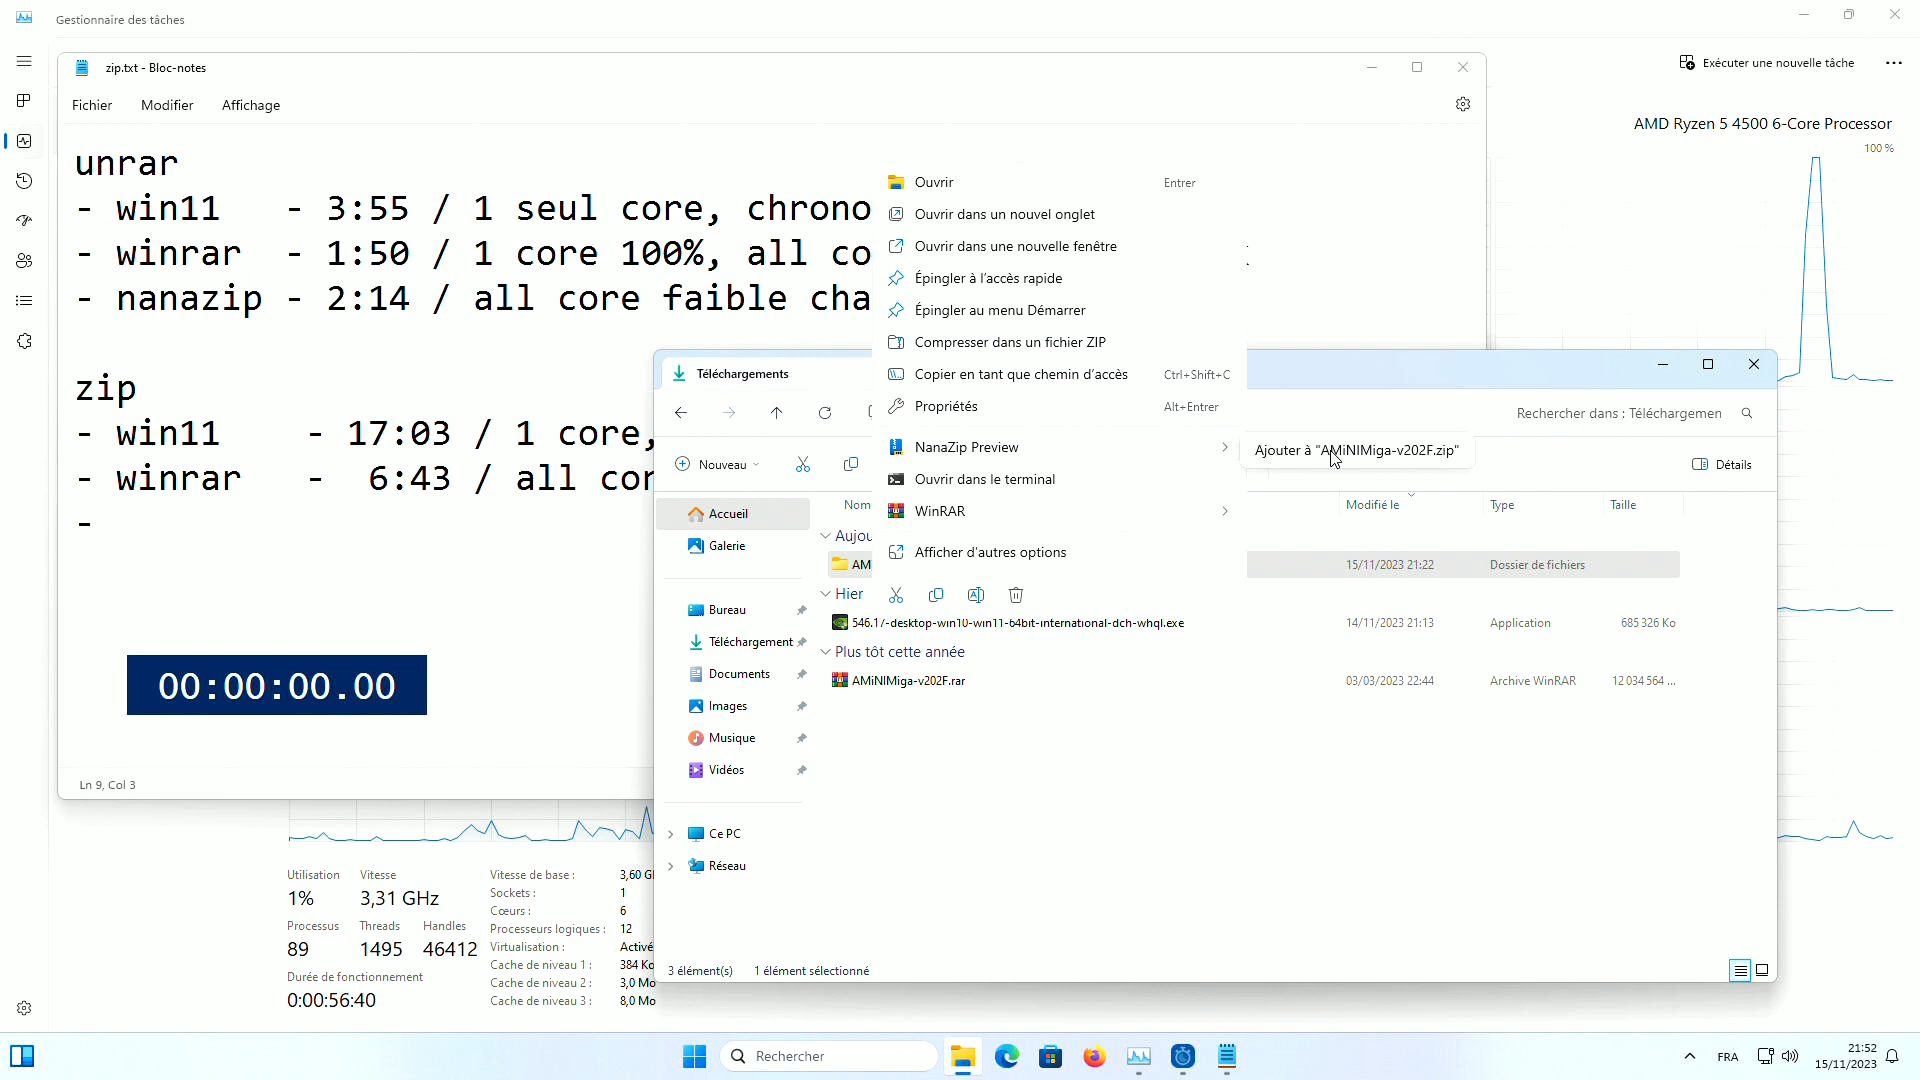 Gestionnaire des tâches
zip.txt - Bloc-notes
Exécuter une nouvelle tâche
Fichier
Modifier
Affichage
AMD Ryzen 5 4500 6-Core Processor
100 %
unrar
- win11 - 3:55 / 1 seul core, chrono
- winrar - 1:50 / 1 core 100%, all co
- nanazip - 2:14 / all core faible cha
zip
- win11 - 17:03 / 1 core,
- winrar - 6:43 / all cor
-
00:00:00.00
Ln 9, Col 3
Ouvrir Entrer
Ouvrir dans un nouvel onglet
Ouvrir dans une nouvelle fenêtre
Épingler à l'accès rapide
Épingler au menu Démarrer
Compresser dans un fichier ZIP
Copier en tant que chemin d'accès Ctrl+Shift+C
Propriétés Alt+Entrer
NanaZip Preview
Ouvrir dans le terminal
WinRAR
Afficher d'autres options
Ajouter à "AMiNIMiga-v202F.zip"
Téléchargements
Rechercher dans : Téléchargemen
Nouveau
Détails
Nom
Modifié le
Type
Taille
Accueil
Galerie
Bureau
Téléchargement
Documents
Images
Musique
Vidéos
Ce PC
Réseau
Aujou
AM 15/11/2023 21:22 Dossier de fichiers
Hier
546.17-desktop-win10-win11-64bit-international-dch-whql.exe 14/11/2023 21:13 Application 685 326 Ko
Plus tôt cette année
AMiNIMiga-v202F.rar 03/03/2023 22:44 Archive WinRAR 12 034 564 ...
3 élément(s) 1 élément sélectionné
Utilisation Vitesse
1% 3,31 GHz
Processus Threads Handles
89 1495 46412
Durée de fonctionnement
0:00:56:40
Vitesse de base : 3,60 G
Sockets : 1
Cœurs : 6
Processeurs logiques : 12
Virtualisation : Activé
Cache de niveau 1 : 384 Ko
Cache de niveau 2 : 3,0 Mo
Cache de niveau 3 : 8,0 Mo
Rechercher
FRA
21:52
15/11/2023